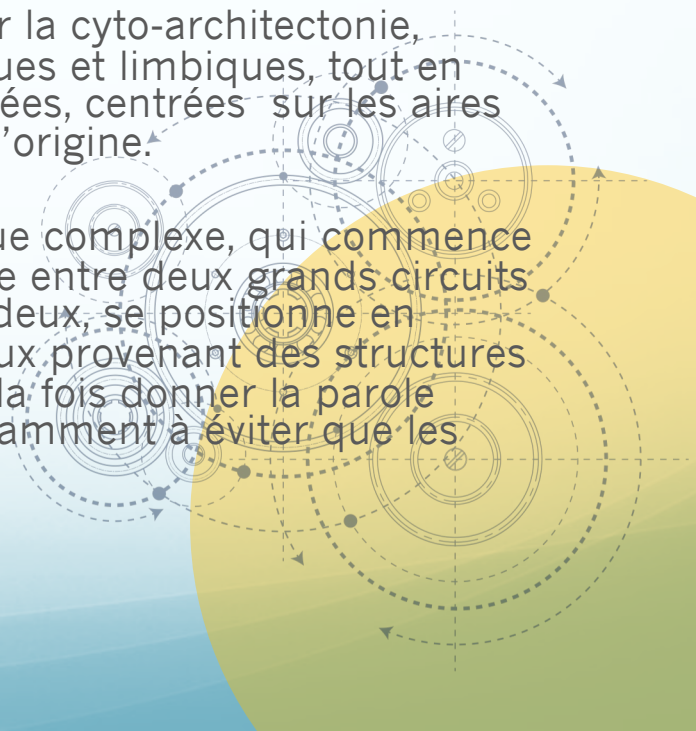 r la cyto-architectonie,
ues et limbiques, tout en
ées, centrées sur les aires
'origine.
ue complexe, qui commence
e entre deux grands circuits
deux, se positionne en
ux provenant des structures
la fois donner la parole
amment à éviter que les